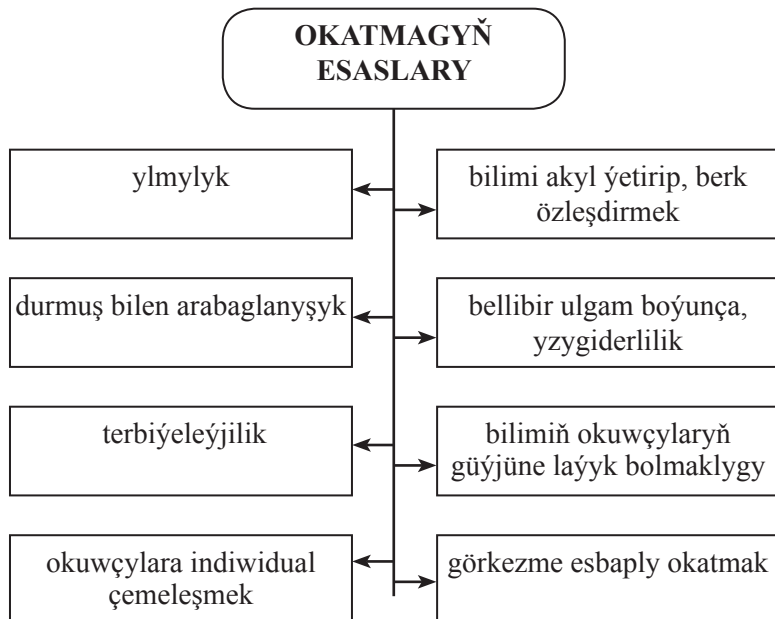 OKATMAGYŇ
ESASLARY
ylmylyk
bilimi akyl ýetirip, berk
özleşdirmek
durmuş bilen arabaglanyşyk
bellibir ulgam boýunça,
yzygiderlilik
terbiýeleýjilik
bilimiň okuwçylaryň
güýjüne laýyk bolmaklygy
okuwçylara indiwidual
çemeleşmek
görkezme esbaply okatmak